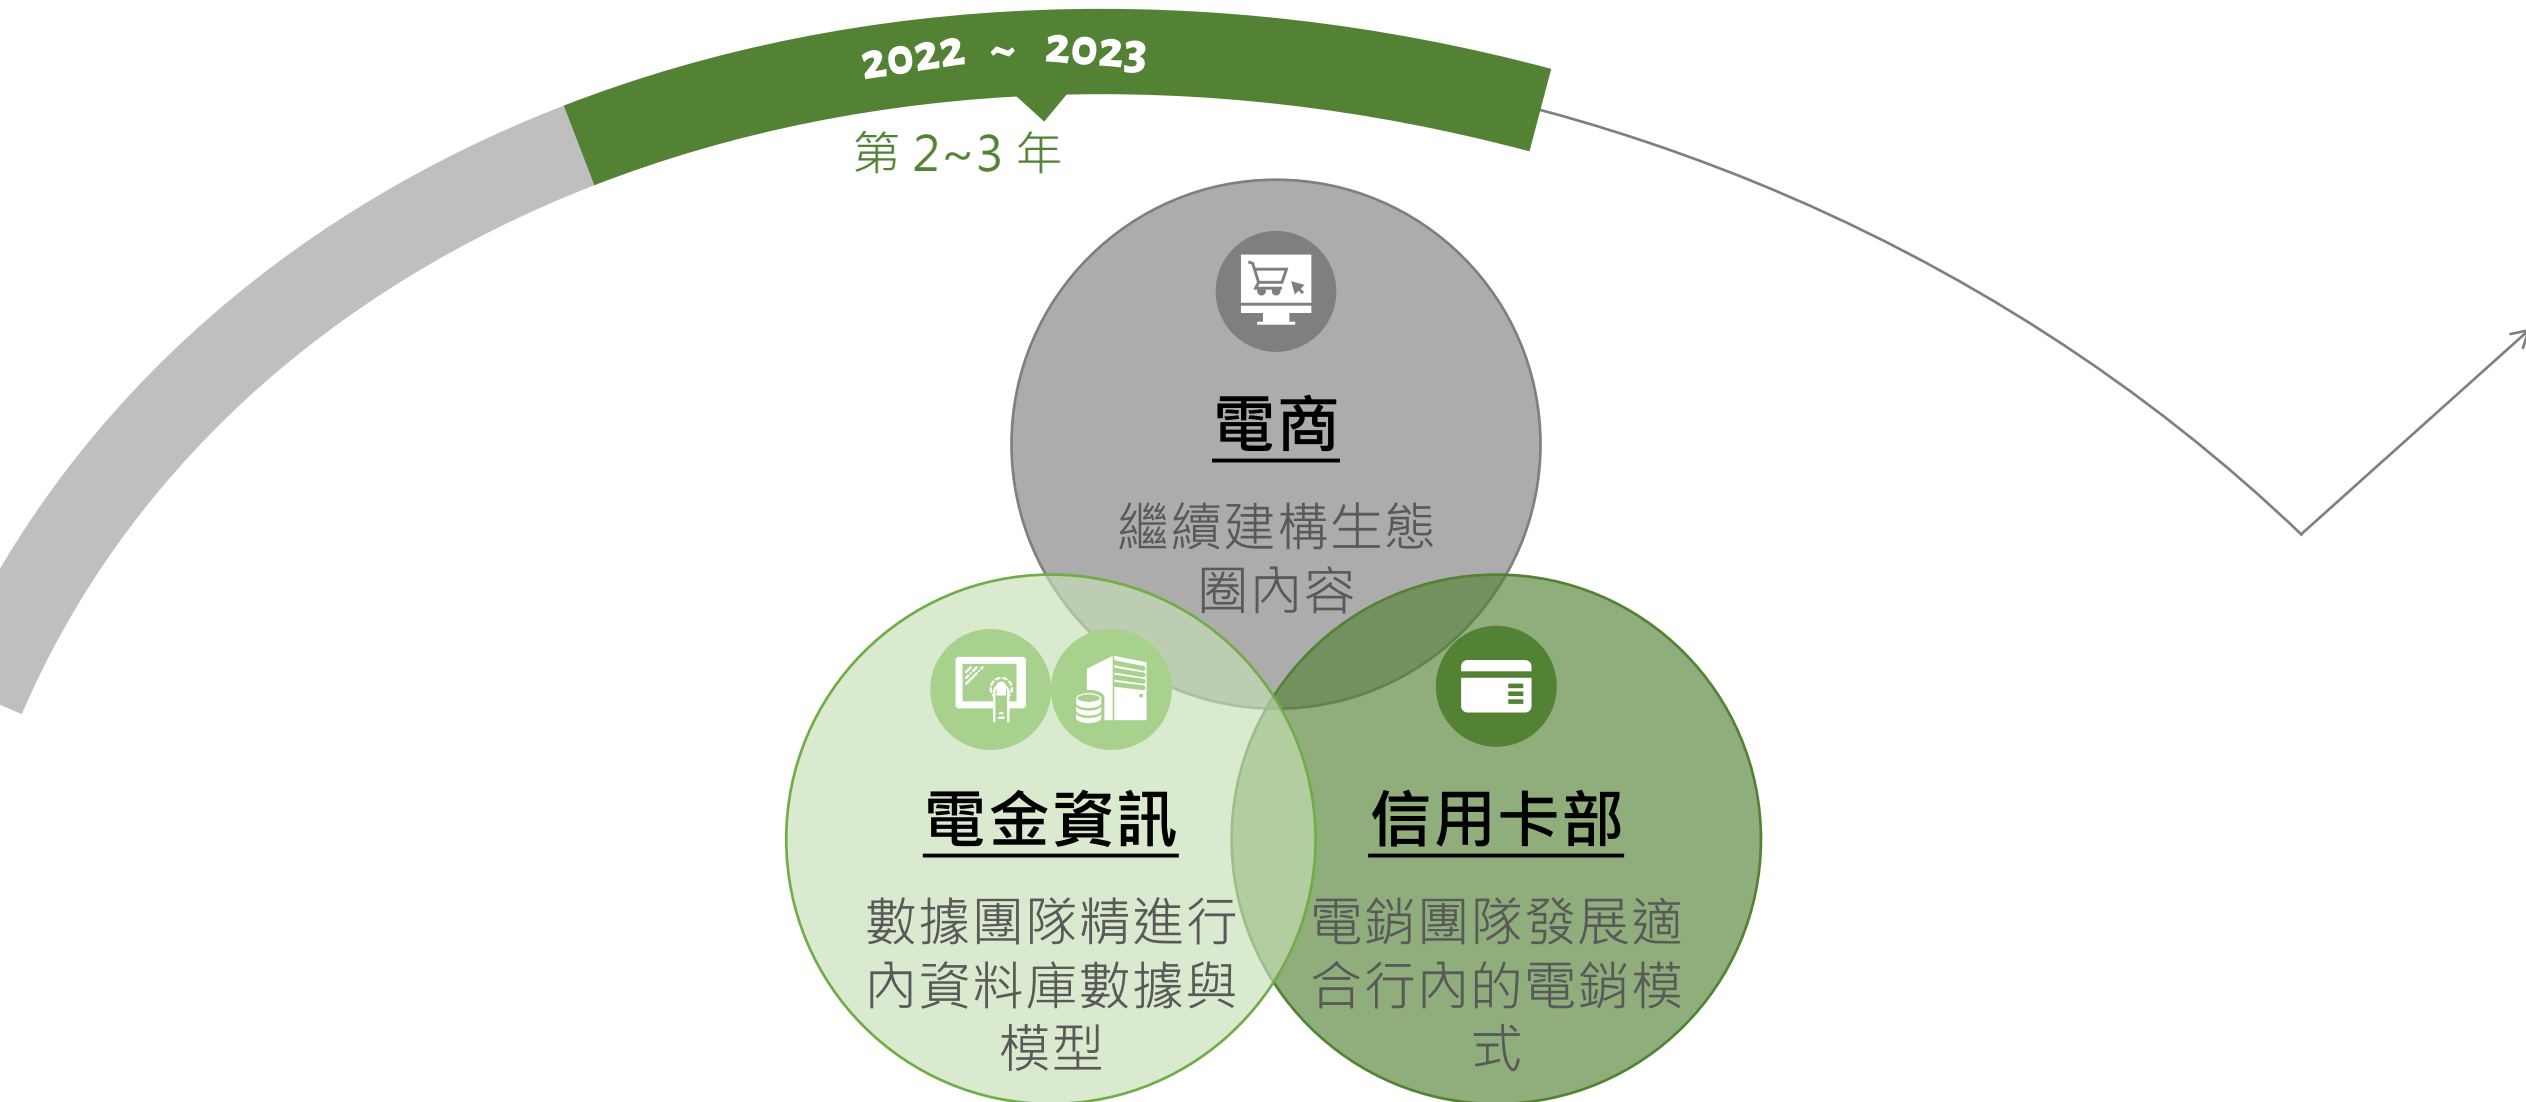 2022 ~ 2023
第 2~3 年
電商
繼續建構生態
圈內容
電金資訊
數據團隊精進行
內資料庫數據與
模型
信用卡部
電銷團隊發展適
合行內的電銷模
式